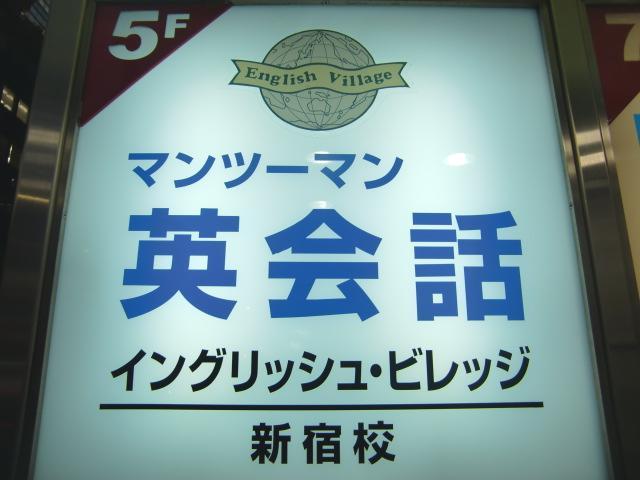 5F
English Village
マンツーマン
英会話
イングリッシュ・ビレッジ
新宿校